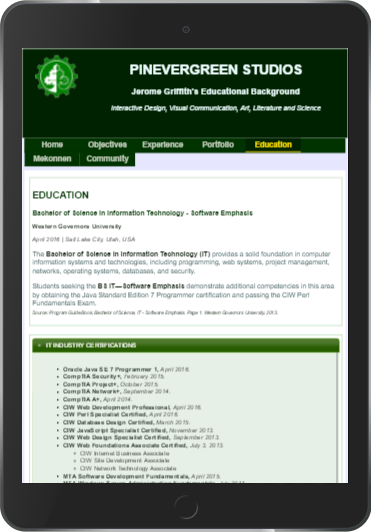 PINEVERGREEN STUDIOS
Jerome Griffith's Educational Background
Interactive Design, Visual Communication, Art, Literature and Science
Home Objectives Experience Portfolio Education
Mekonnen Community
EDUCATION
Bachelor of Science in Information Technology - Software Emphasis
Western Governors University
April 2016 | Salt Lake City, Utah, USA
The Bachelor of Information Technology (IT) provides a solid foundation in computer
information systems and technologies, including programming, web systems, project management,
networks, operating systems, databases, and security.
Students seeking the BS IT—Software Emphasis demonstrate additional competencies in this area
by obtaining the Java Standard Edition 7 Programmer certification and passing the CIW Perl
Fundamentals Exam.
Source: Program Guidebook, Bachelor of Science, IT - Software Emphasis, Page 1. Western Governors University, 2013.
IT INDUSTRY CERTIFICATIONS
Oracle Java SE 7 Programmer 1, April 2016.
CompTIA Security+, February 2015.
CompTIA Project+, October 2015.
CompTIA Network+, September 2014.
CompTIA A+, April 2014.
CIW Web Development Professional, April 2016.
CIW Perl Specialist Certified, April 2016.
CIW Database Design Certified, March 2015.
CIW JavaScript Specialist Certified, November 2013.
CIW Web Design Specialist Certified, September 2013.
CIW Web Foundations Associate Certified, July 3, 2013.
CIW Internet Business Associate
CIW Site Development Associate
CIW Network Technology Associate
MTA Software Development Fundamentals, April 2015.